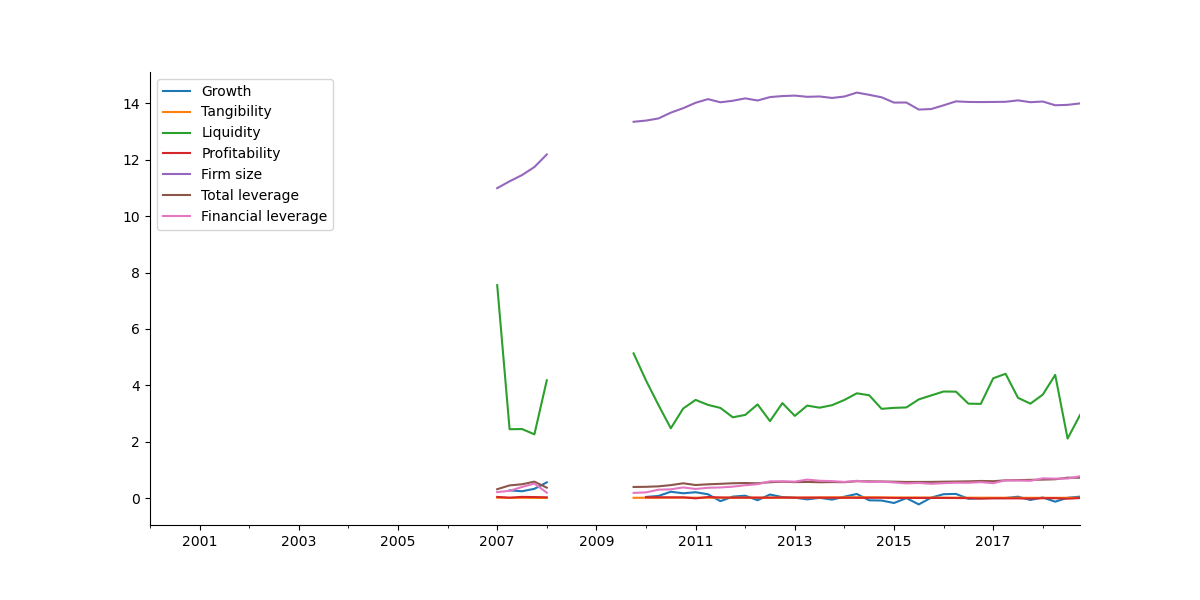 Growth
Tangibility
Liquidity
Profitability
Firm size
Total leverage
Financial leverage
14
12
10
8
6
4
2
0
2001 2003 2005 2007 2009 2011 2013 2015 2017